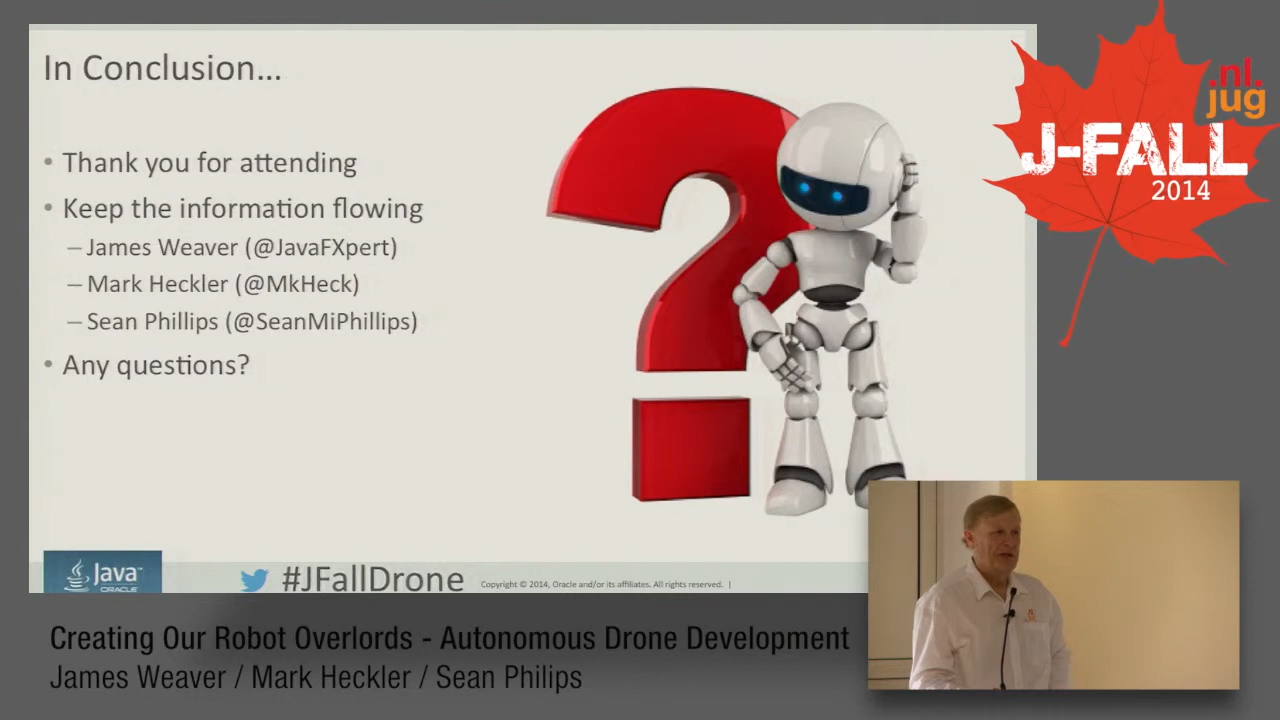 In Conclusion...
• Thank you for attending
• Keep the information flowing
– James Weaver (@JavaFXpert)
– Mark Heckler (@MkHeck)
– Sean Phillips (@SeanMiPhillips)
• Any questions?
.nl.
jug
J-FALL
2014
Java™
ORACLE
#JFallDrone
Copyright © 2014, Oracle and/or its affiliates. All rights reserved. |
Creating Our Robot Overlords - Autonomous Drone Development
James Weaver / Mark Heckler / Sean Philips